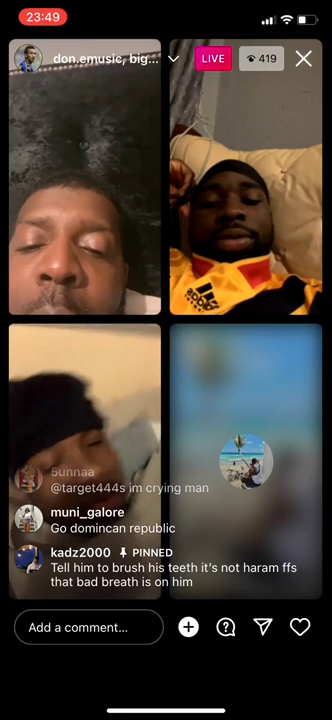 23:49
don.emusic, big...
LIVE
419
adidas
5unnaa
@target444s im crying man
muni_galore
Go domincan republic
kadz2000 PINNED
Tell him to brush his teeth it's not haram ffs
that bad breath is on him
Add a comment...